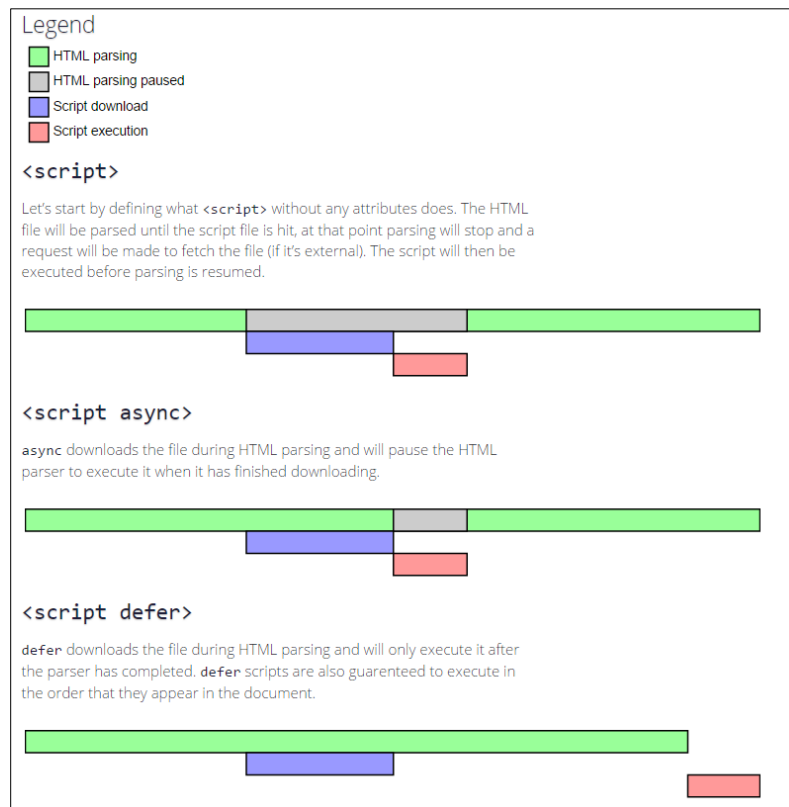 Legend
HTML parsing
HTML parsing paused
Script download
Script execution
<script>
Let's start by defining what <script> without any attributes does. The HTML
file will be parsed until the script file is hit, at that point parsing will stop and a
request will be made to fetch the file (if it's external). The script will then be
executed before parsing is resumed.
<script async>
async downloads the file during HTML parsing and will pause the HTML
parser to execute it when it has finished downloading.
<script defer>
defer downloads the file during HTML parsing and will only execute it after
the parser has completed. defer scripts are also guarenteed to execute in
the order that they appear in the document.